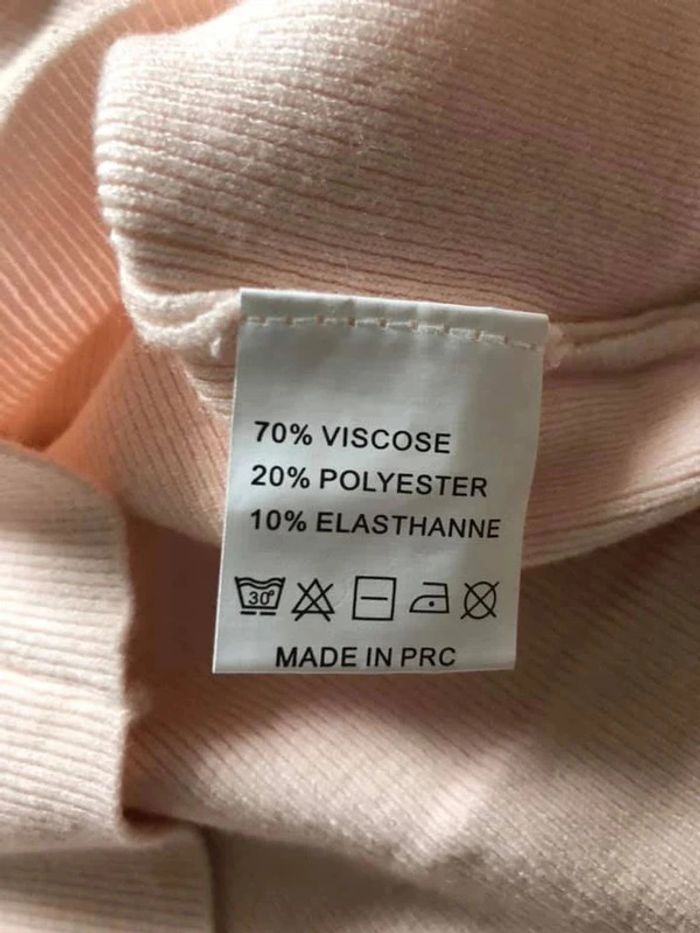 70% VISCOSE
20% POLYESTER
10% ELASTHANNE
30°
MADE IN PRC